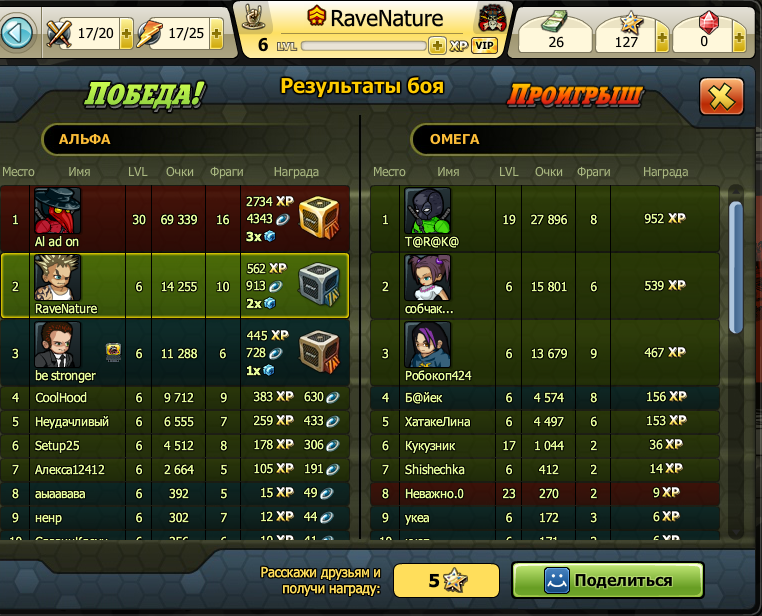 17/20 + 17/25 + RaveNature
6 LVL + XP VIP 26 127 + 0 +
ПОБЕДА! Результаты боя ПРОИГРЫШ
АЛЬФА ОМЕГА
Место Имя LVL Очки Фраги Награда Место Имя LVL Очки Фраги Награда
1 Al ad on 30 69 339 16 2734 XP 4343 3x
1 T@R@K@ 19 27 896 8 952 XP
2 RaveNature 6 14 255 10 562 XP 913 2x
2 собчак... 6 15 801 6 539 XP
3 be stronger 6 11 288 6 445 XP 728 1x
3 Робокоп424 6 13 679 9 467 XP
4 CoolHood 6 9 712 9 383 XP 630
4 Б@йек 6 4 574 8 156 XP
5 Неудачливый 6 6 555 7 259 XP 433
5 ХатакеЛина 6 4 497 6 153 XP
6 Setup25 6 4 512 8 178 XP 306
6 Кукузник 17 1 044 2 36 XP
7 Алекса12412 6 2 664 5 105 XP 191
7 Shishechka 6 412 2 14 XP
8 аыаавава 6 392 5 15 XP 49
8 Неважно.0 23 270 2 9 XP
9 ненр 6 302 7 12 XP 44
9 укеа 6 172 3 6 XP
Расскажи друзьям и
получи награду:
5 Поделиться